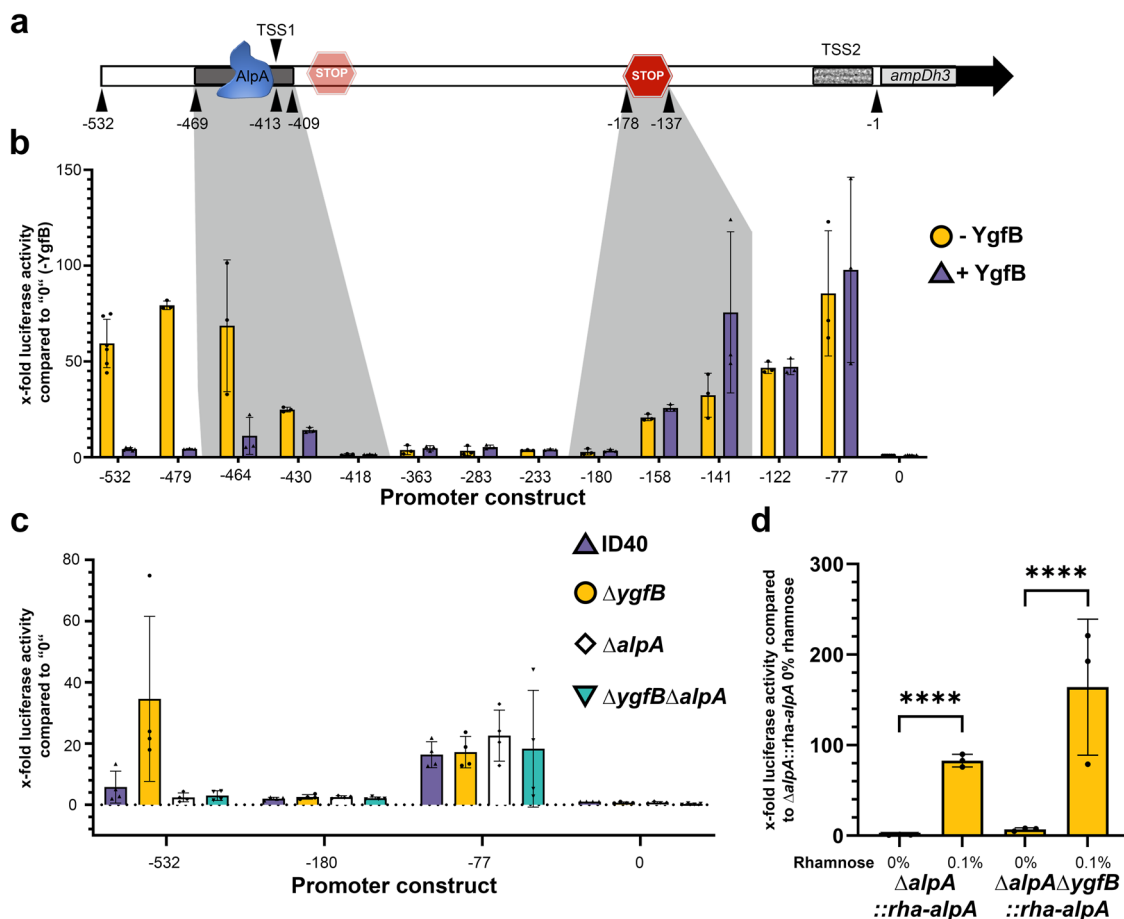 a
TSS1
TSS2
AlpA
STOP
STOP
ampDh3
-532
-469
-413
-409
-178
-137
-1
b
x-fold luciferase activity
compared to “0“ (-YgfB)
150
100
50
0
- YgfB
+ YgfB
-532 -479 -464 -430 -418 -363 -283 -233 -180 -158 -141 -122 -77 0
Promoter construct
c
x-fold luciferase activity
compared to “0“
80
60
40
20
0
ID40
ΔygfB
ΔalpA
ΔygfBΔalpA
-532 -180 -77 0
Promoter construct
d
x-fold luciferase activity compared
to ΔalpA::rha-alpA 0% rhamnose
300
200
100
0
****
****
Rhamnose 0% 0.1% 0% 0.1%
ΔalpA ΔalpAΔygfB
::rha-alpA ::rha-alpA